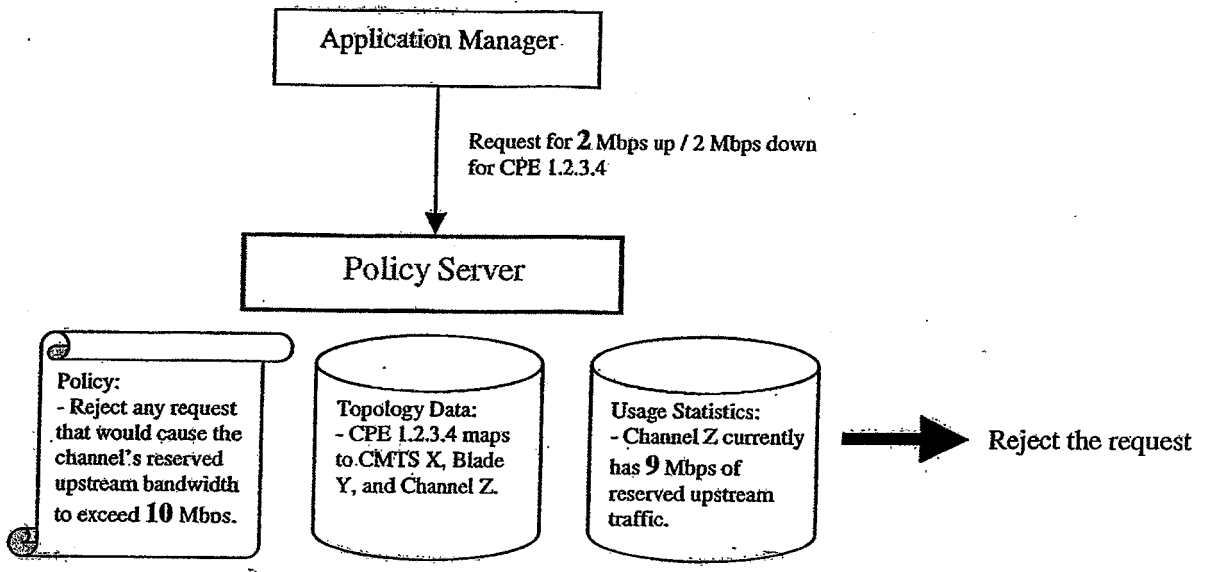 Application Manager
Request for 2 Mbps up / 2 Mbps down
for CPE 1.2.3.4
Policy Server
Policy:
- Reject any request
that would cause the
channel's reserved
upstream bandwidth
to exceed 10 Mbps.
Topology Data:
- CPE 1.2.3.4 maps
to CMTS X, Blade
Y, and Channel Z.
Usage Statistics:
- Channel Z currently
has 9 Mbps of
reserved upstream
traffic.
Reject the request